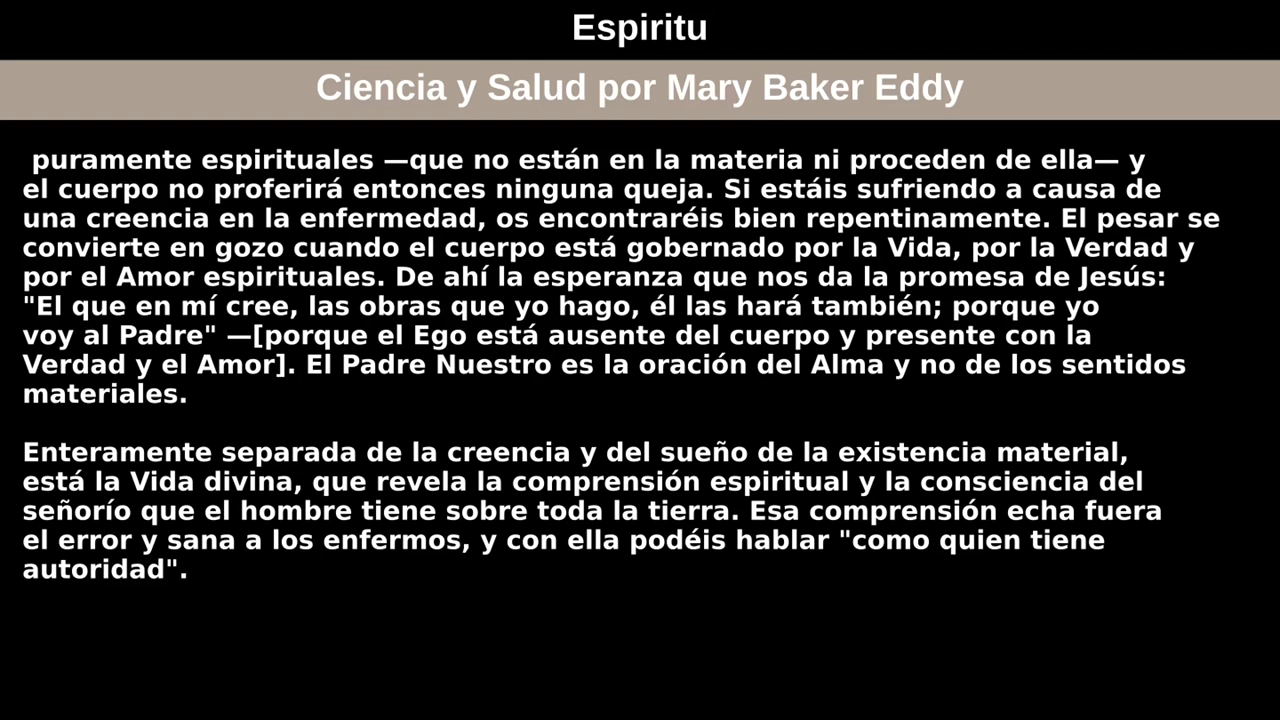 Espiritu
Ciencia y Salud por Mary Baker Eddy
puramente espirituales —que no están en la materia ni proceden de ella— y
el cuerpo no proferirá entonces ninguna queja. Si estáis sufriendo a causa de
una creencia en la enfermedad, os encontraréis bien repentinamente. El pesar se
convierte en gozo cuando el cuerpo está gobernado por la Vida, por la Verdad y
por el Amor espirituales. De ahí la esperanza que nos da la promesa de Jesús:
"El que en mí cree, las obras que yo hago, él las hará también; porque yo
voy al Padre" —[porque el Ego está ausente del cuerpo y presente con la
Verdad y el Amor]. El Padre Nuestro es la oración del Alma y no de los sentidos
materiales.
Enteramente separada de la creencia y del sueño de la existencia material,
está la Vida divina, que revela la comprensión espiritual y la consciencia del
señorío que el hombre tiene sobre toda la tierra. Esa comprensión echa fuera
el error y sana a los enfermos, y con ella podéis hablar "como quien tiene
autoridad".